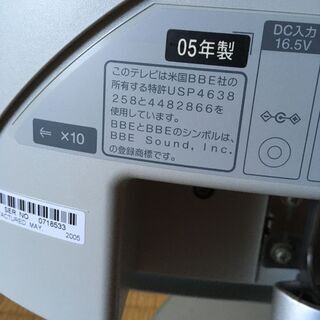 05年製
DC入力
16.5V
このテレビは米国BBE社の
所有する特許USP4638
258と4482866を
使用しています。
BBEとBBEのシンボルは、
BBE Sound, Inc.
の登録商標です。
⇐ ×10
SER NO. 0716533
MAY. 2005